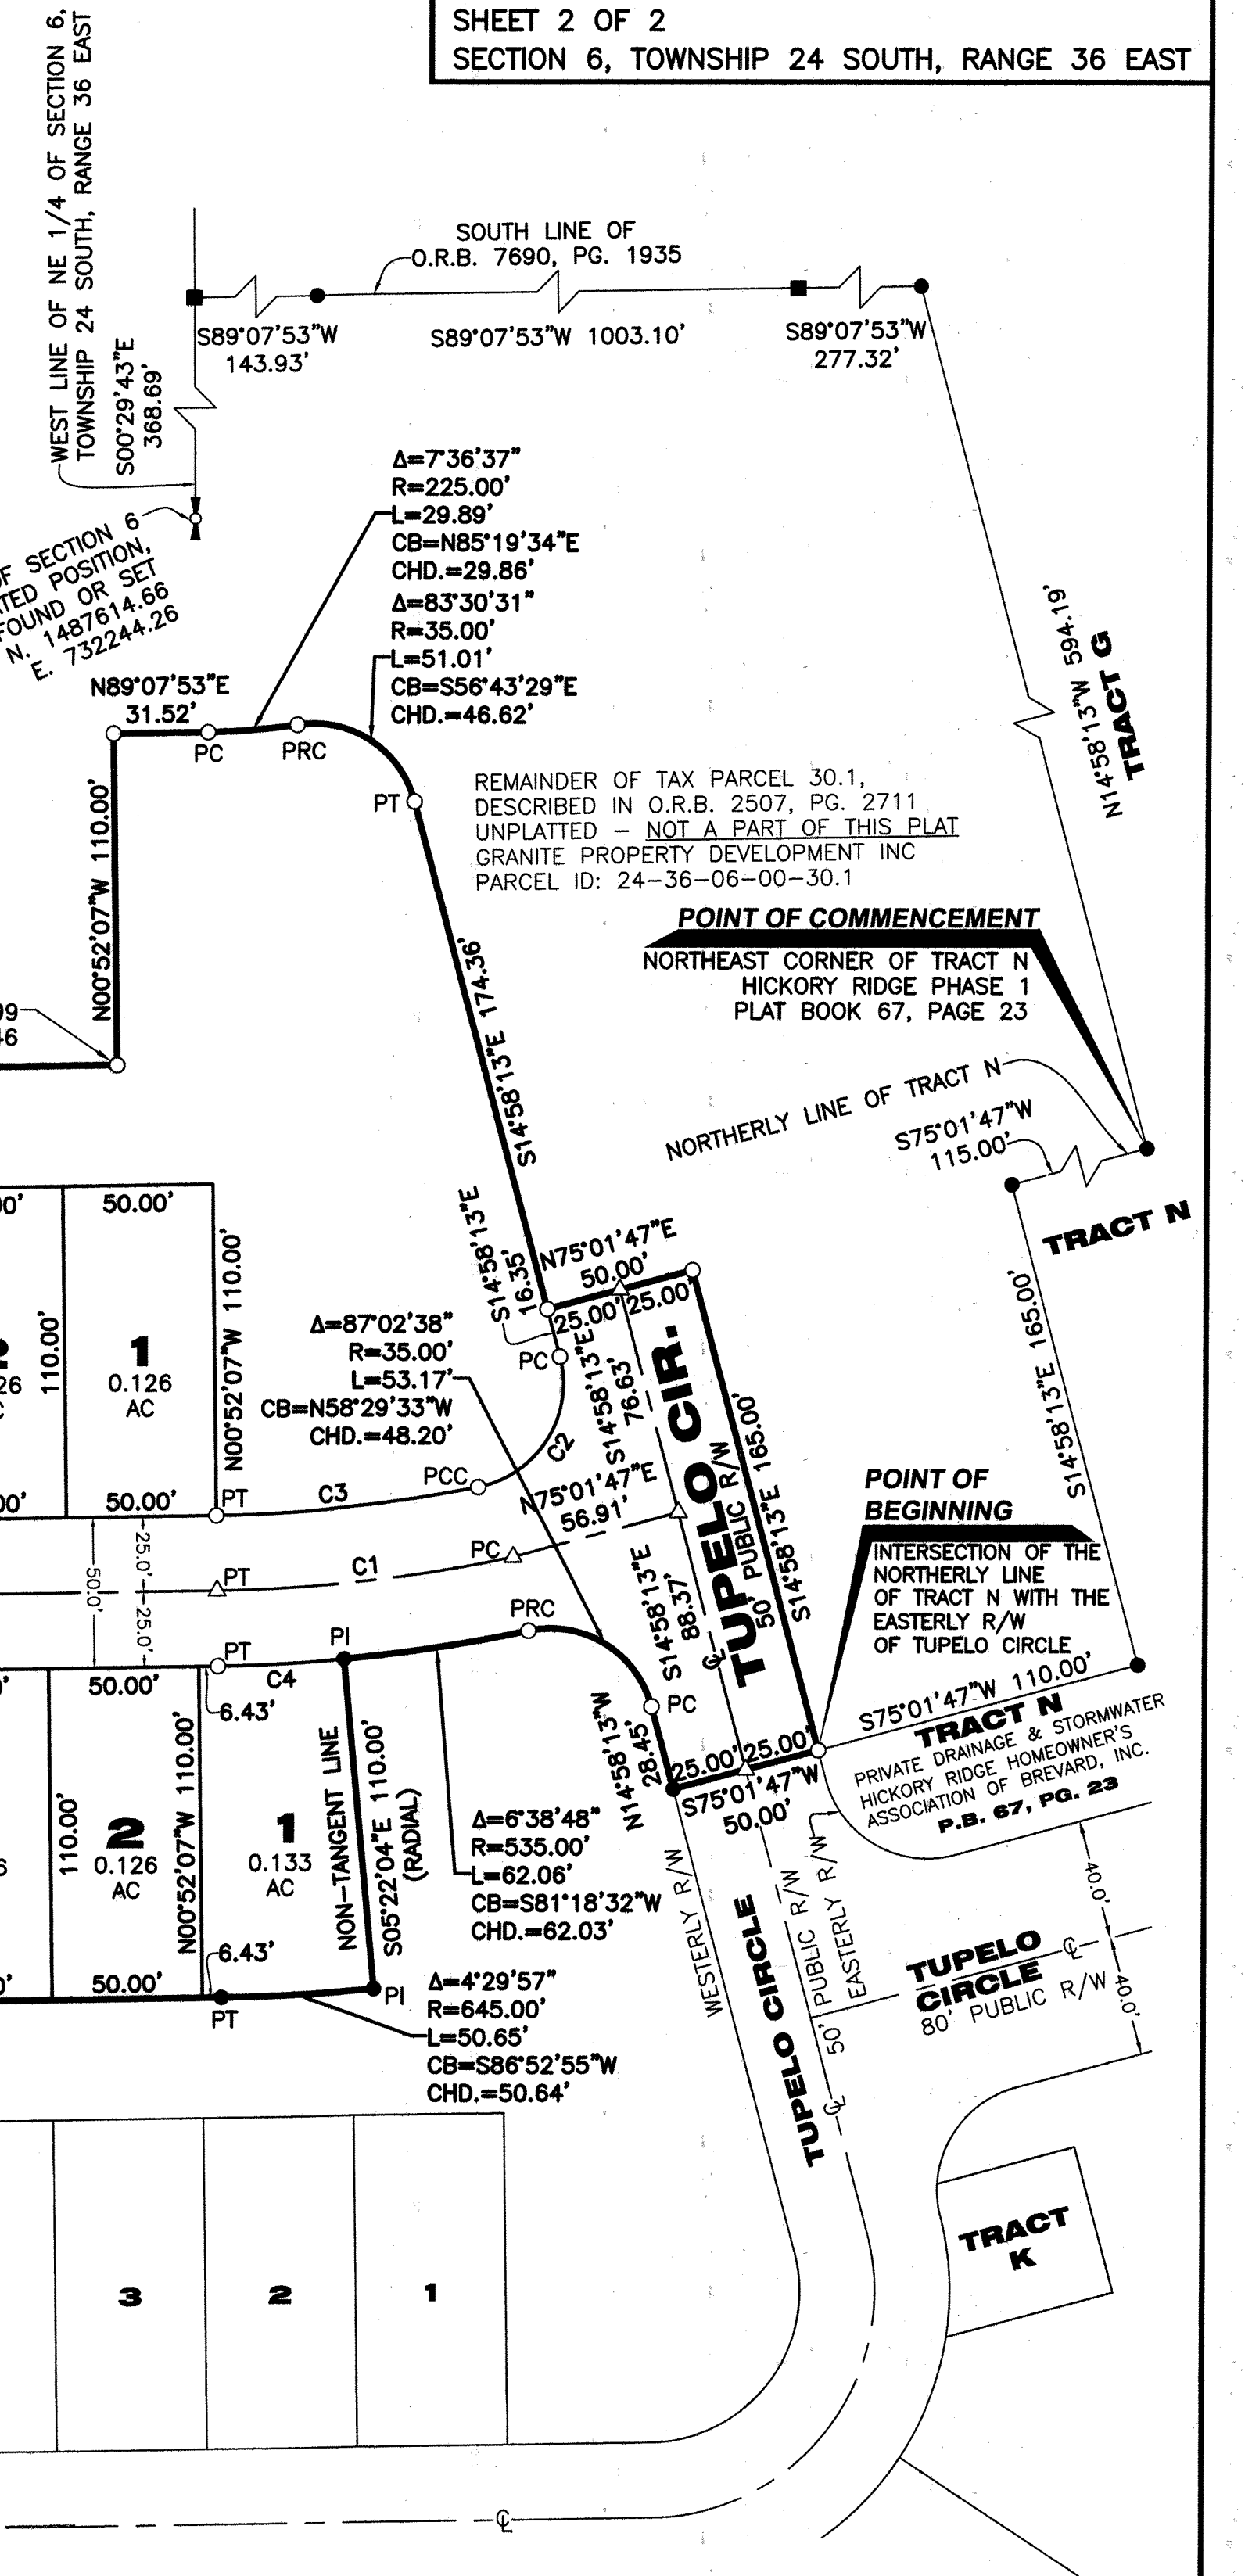 SHEET 2 OF 2
SECTION 6, TOWNSHIP 24 SOUTH, RANGE 36 EAST
WEST LINE OF NE 1/4 OF SECTION 6,
TOWNSHIP 24 SOUTH, RANGE 36 EAST
S00°29'43"E
368.69'
SOUTH LINE OF
O.R.B. 7690, PG. 1935
S89°07'53"W
143.93'
S89°07'53"W 1003.10'
S89°07'53"W
277.32'
F SECTION 6
TED POSITION,
FOUND OR SET
N. 1487614.66
E. 732244.26
Δ=7°36'37"
R=225.00'
L=29.89'
CB=N85°19'34"E
CHD.=29.86'
Δ=83°30'31"
R=35.00'
L=51.01'
CB=S56°43'29"E
CHD.=46.62'
N14°58'13"W 594.19'
TRACT G
N89°07'53"E
31.52'
PC
PRC
PT
N00°52'07"W 110.00'
REMAINDER OF TAX PARCEL 30.1,
DESCRIBED IN O.R.B. 2507, PG. 2711
UNPLATTED – NOT A PART OF THIS PLAT
GRANITE PROPERTY DEVELOPMENT INC
PARCEL ID: 24–36–06–00–30.1
POINT OF COMMENCEMENT
NORTHEAST CORNER OF TRACT N
HICKORY RIDGE PHASE 1
PLAT BOOK 67, PAGE 23
S14°58'13"E 174.36'
NORTHERLY LINE OF TRACT N
S75°01'47"W
115.00'
TRACT N
S14°58'13"E 165.00'
50.00'
110.00'
1
0.126
AC
50.00'
N00°52'07"W 110.00'
S14°58'13"E
16.35'
N75°01'47"E
50.00'
25.00'
25.00'
Δ=87°02'38"
R=35.00'
L=53.17'
CB=N58°29'33"W
CHD.=48.20'
PC
C2
PCC
C3
PT
S14°58'13"E
76.63'
N75°01'47"E
56.91'
TUPELO CIR.
50' PUBLIC R/W
S14°58'13"E 165.00'
POINT OF
BEGINNING
INTERSECTION OF THE
NORTHERLY LINE
OF TRACT N WITH THE
EASTERLY R/W
OF TUPELO CIRCLE
50.0'
25.0'
25.0'
PT
C1
PC
S14°58'13"E
88.37'
PRC
PI
PT
C4
50.00'
6.43'
PC
N14°58'13"W
28.45'
25.00'
25.00'
S75°01'47"W
50.00'
S75°01'47"W 110.00'
TRACT N
PRIVATE DRAINAGE & STORMWATER
HICKORY RIDGE HOMEOWNER'S
ASSOCIATION OF BREVARD, INC.
P.B. 67, PG. 23
110.00'
2
0.126
AC
N00°52'07"W 110.00'
1
0.133
AC
NON–TANGENT LINE
S05°22'04"E 110.00'
(RADIAL)
Δ=6°38'48"
R=535.00'
L=62.06'
CB=S81°18'32"W
CHD.=62.03'
50.00'
6.43'
PT
PI
Δ=4°29'57"
R=645.00'
L=50.65'
CB=S86°52'55"W
CHD.=50.64'
WESTERLY R/W
TUPELO CIRCLE
50' PUBLIC R/W
EASTERLY R/W
TUPELO
CIRCLE
80' PUBLIC R/W
40.0'
40.0'
TRACT
K
3
2
1